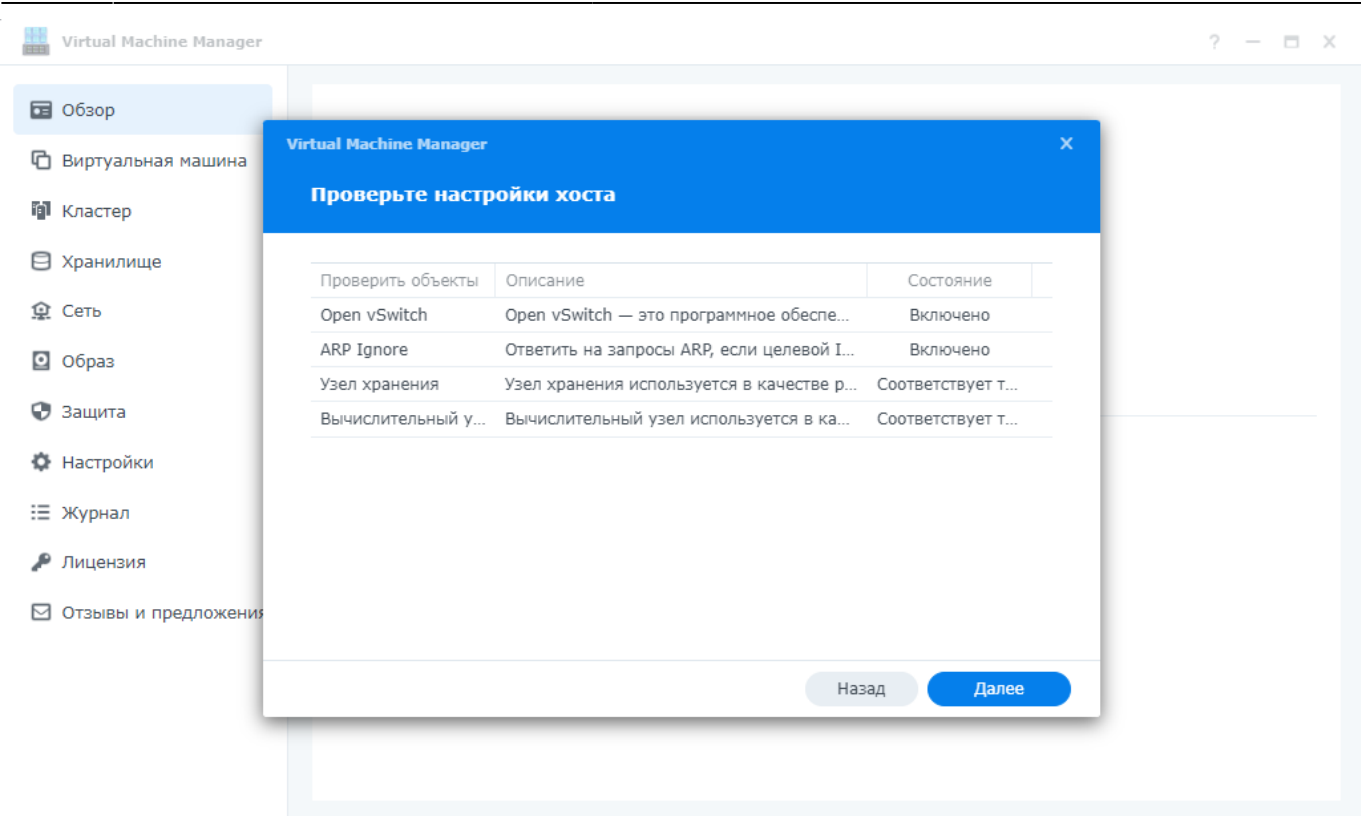 Virtual Machine Manager
Обзор
Виртуальная машина
Кластер
Хранилище
Сеть
Образ
Защита
Настройки
Журнал
Лицензия
Отзывы и предложения
Virtual Machine Manager
Проверьте настройки хоста
Проверить объекты Описание Состояние
Open vSwitch Open vSwitch — это программное обеспе... Включено
ARP Ignore Ответить на запросы ARP, если целевой I... Включено
Узел хранения Узел хранения используется в качестве р... Соответствует т...
Вычислительный у... Вычислительный узел используется в ка... Соответствует т...
Назад Далее